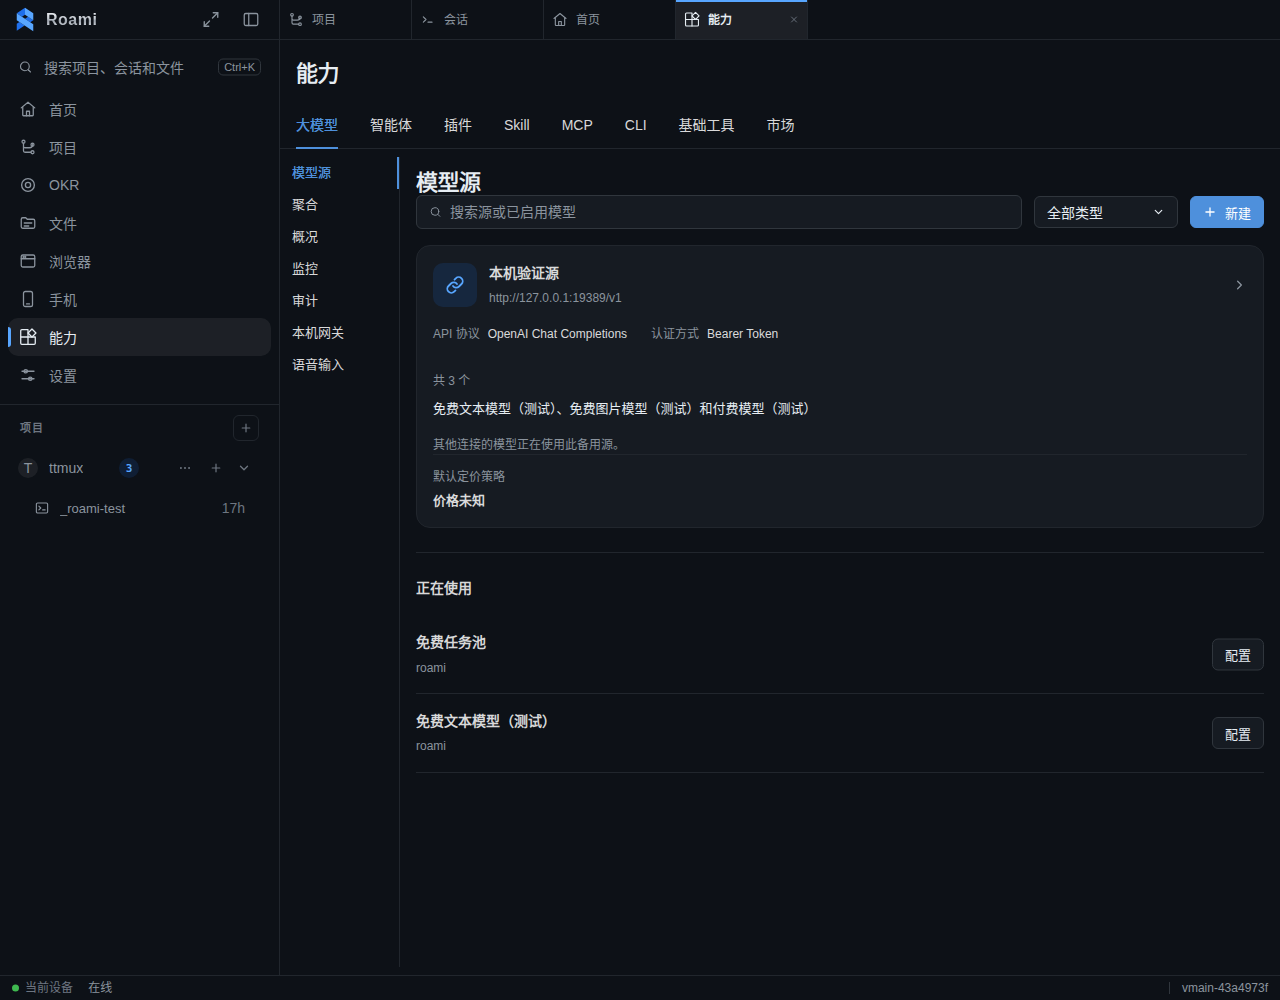 Roami
项目
会话
首页
能力
搜索项目、会话和文件
Ctrl+K
首页
项目
OKR
文件
浏览器
手机
能力
设置
项目
T ttmux 3
_roami-test 17h
能力
大模型 智能体 插件 Skill MCP CLI 基础工具 市场
模型源
聚合
概况
监控
审计
本机网关
语音输入
模型源
搜索源或已启用模型
全部类型
新建
本机验证源
http://127.0.0.1:19389/v1
API 协议 OpenAI Chat Completions 认证方式 Bearer Token
共 3 个
免费文本模型（测试）、免费图片模型（测试）和付费模型（测试）
其他连接的模型正在使用此备用源。
默认定价策略
价格未知
正在使用
免费任务池
roami
配置
免费文本模型（测试）
roami
配置
当前设备 在线
vmain-43a4973f